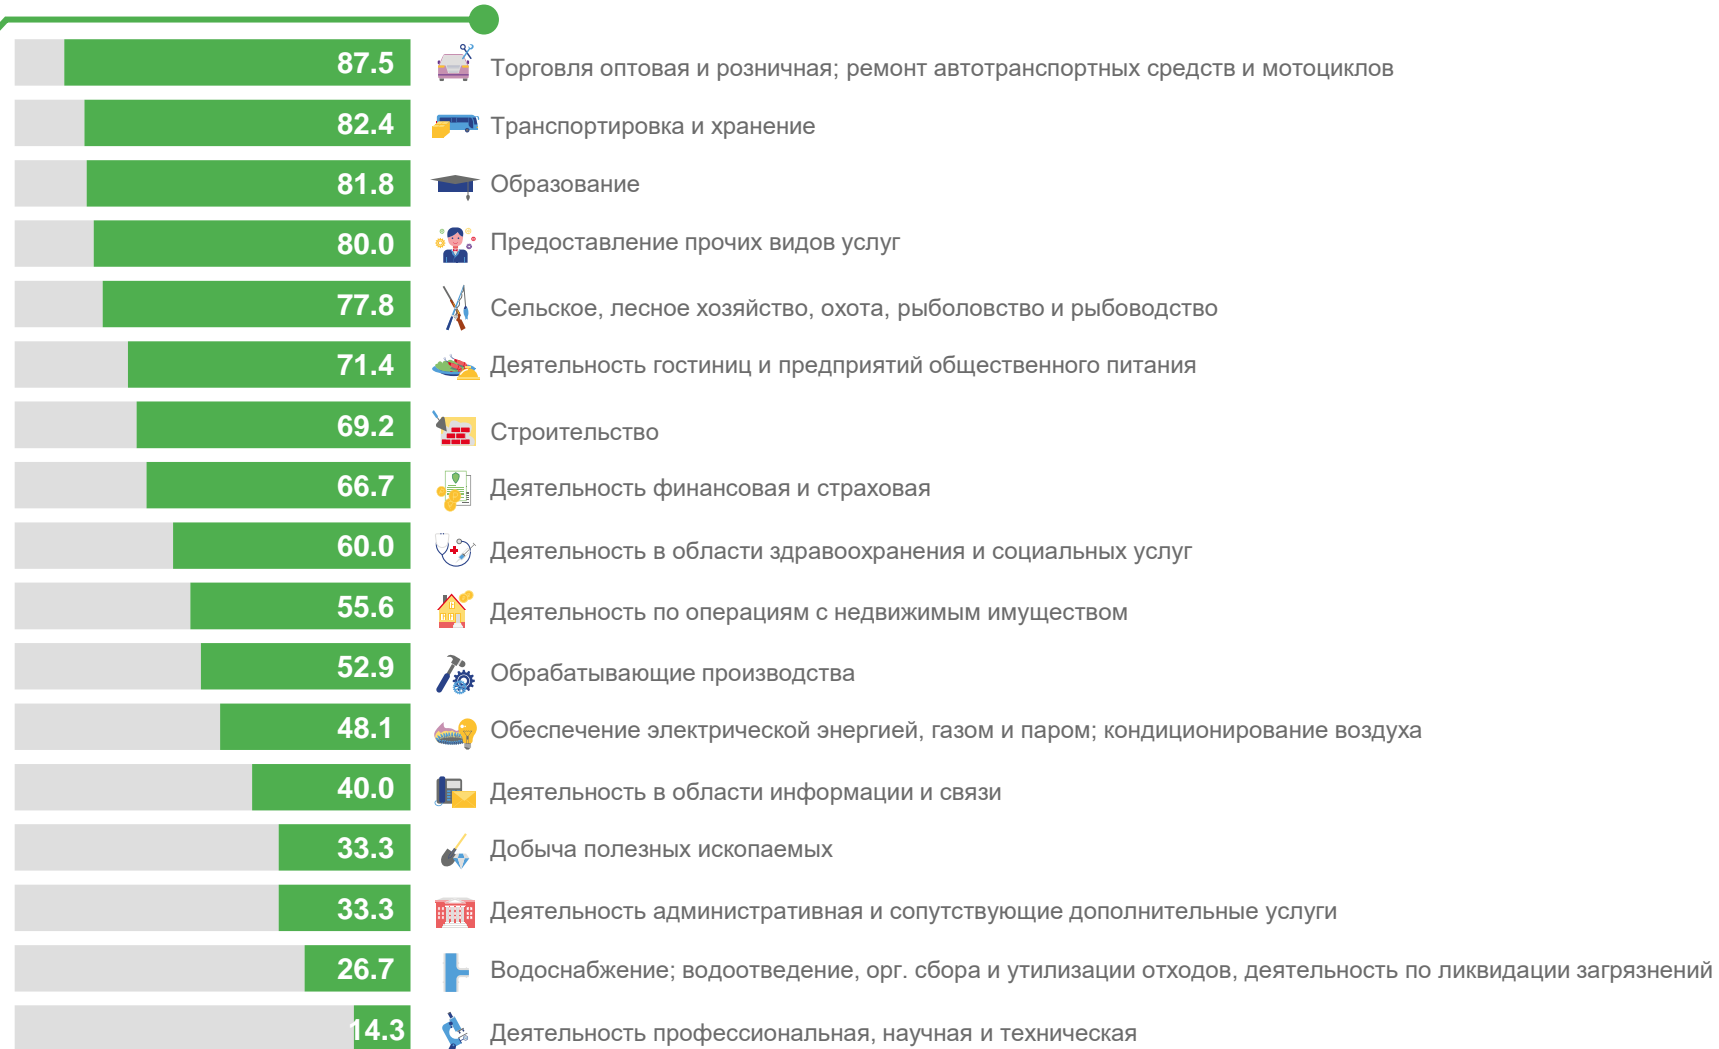 87.5 Торговля оптовая и розничная; ремонт автотранспортных средств и мотоциклов
82.4 Транспортировка и хранение
81.8 Образование
80.0 Предоставление прочих видов услуг
77.8 Сельское, лесное хозяйство, охота, рыболовство и рыбоводство
71.4 Деятельность гостиниц и предприятий общественного питания
69.2 Строительство
66.7 Деятельность финансовая и страховая
60.0 Деятельность в области здравоохранения и социальных услуг
55.6 Деятельность по операциям с недвижимым имуществом
52.9 Обрабатывающие производства
48.1 Обеспечение электрической энергией, газом и паром; кондиционирование воздуха
40.0 Деятельность в области информации и связи
33.3 Добыча полезных ископаемых
33.3 Деятельность административная и сопутствующие дополнительные услуги
26.7 Водоснабжение; водоотведение, орг. сбора и утилизации отходов, деятельность по ликвидации загрязнений
14.3 Деятельность профессиональная, научная и техническая